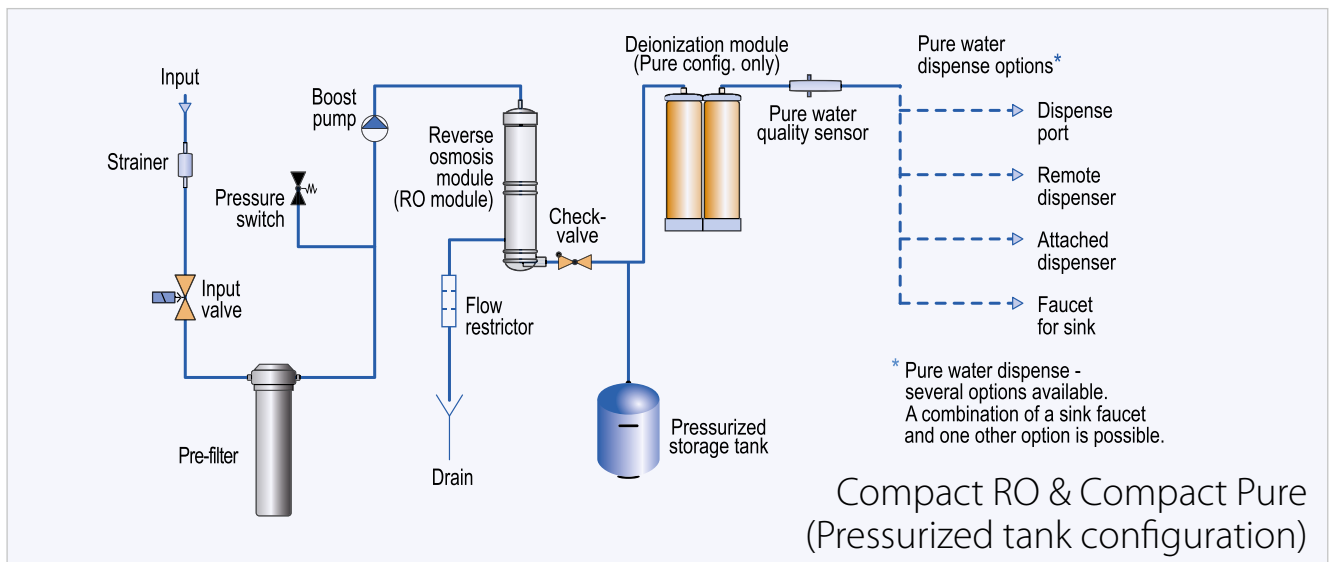 Input
Strainer
Input
valve
Pre-filter
Pressure
switch
Boost
pump
Reverse
osmosis
module
(RO module)
Flow
restrictor
Drain
Check-
valve
Pressurized
storage tank
Deionization module
(Pure config. only)
Pure water
quality sensor
Pure water
dispense options*
Dispense
port
Remote
dispenser
Attached
dispenser
Faucet
for sink
* Pure water dispense -
several options available.
A combination of a sink faucet
and one other option is possible.
Compact RO & Compact Pure
(Pressurized tank configuration)